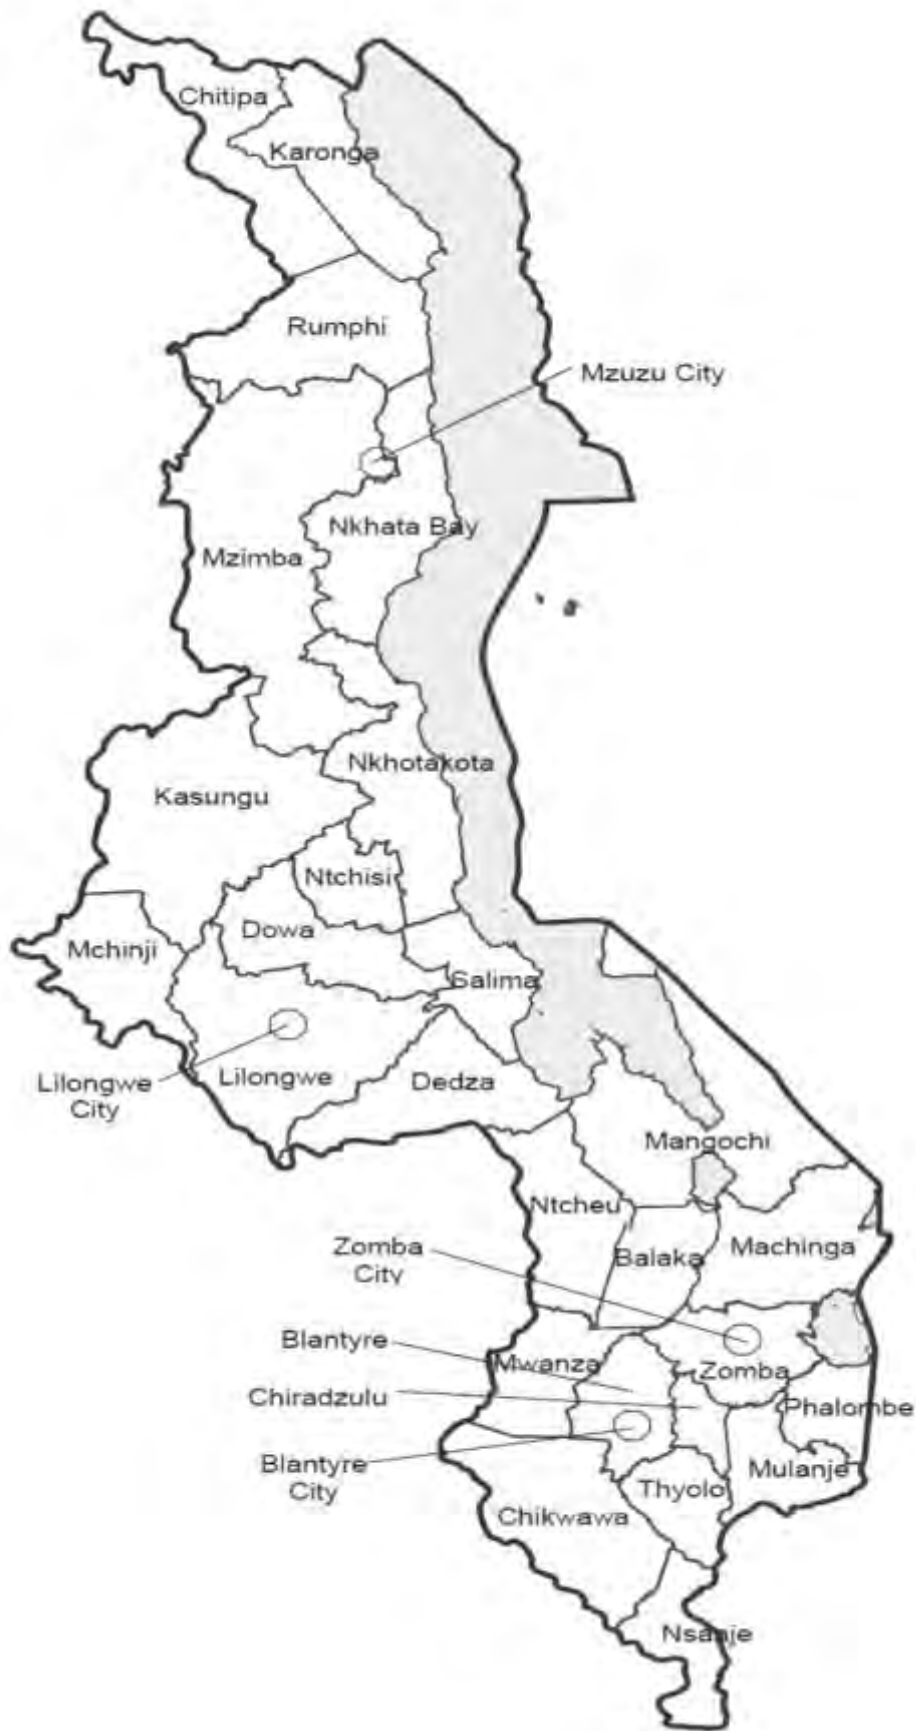 Chitipa
Karonga
Rumphi
Mzuzu City
Nkhata Bay
Mzimba
Nkhotakota
Kasungu
Ntchisi
Dowa
Mchinji
Salima
Lilongwe
City
Lilongwe
Dedza
Mangochi
Ntcheu
Zomba
City
Balaka
Machinga
Blantyre
Mwanza
Zomba
Chiradzulu
Phalombe
Blantyre
City
Mulanje
Thyolo
Chikwawa
Nsanje